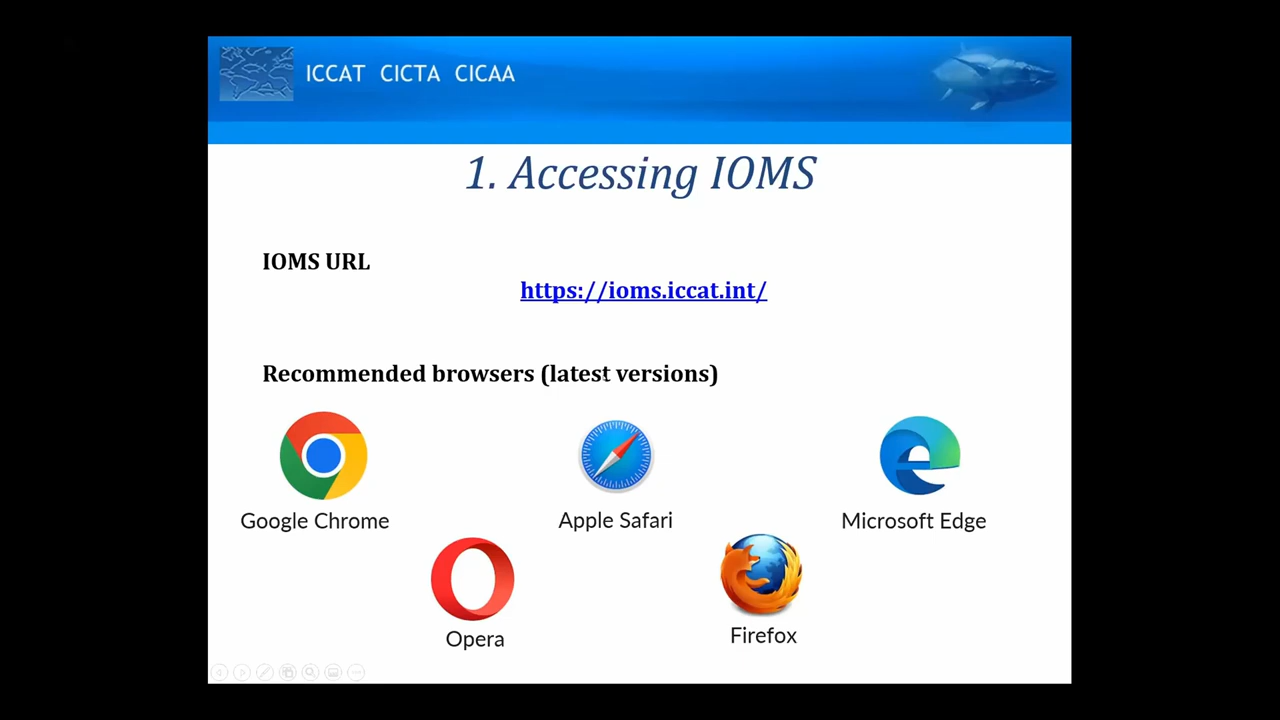 ICCAT CICTA CICAA
1. Accessing IOMS
IOMS URL
https://ioms.iccat.int/
Recommended browsers (latest versions)
Google Chrome
Apple Safari
Microsoft Edge
Opera
Firefox